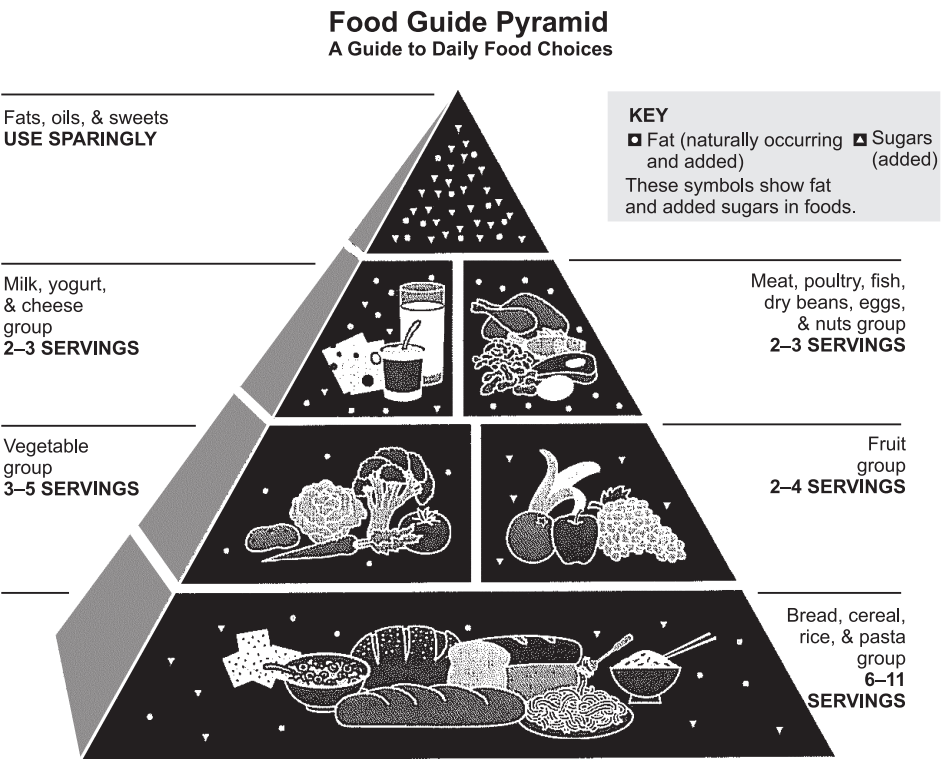 Food Guide Pyramid
A Guide to Daily Food Choices
Fats, oils, & sweets
USE SPARINGLY
KEY
Fat (naturally occurring
and added)
Sugars
(added)
These symbols show fat
and added sugars in foods.
Milk, yogurt,
& cheese
group
2–3 SERVINGS
Meat, poultry, fish,
dry beans, eggs,
& nuts group
2–3 SERVINGS
Vegetable
group
3–5 SERVINGS
Fruit
group
2–4 SERVINGS
Bread, cereal,
rice, & pasta
group
6–11
SERVINGS